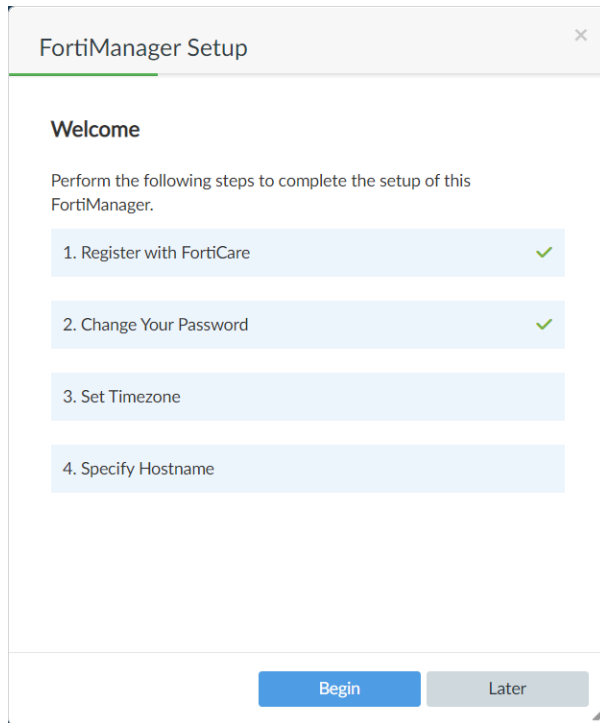 FortiManager Setup
Welcome
Perform the following steps to complete the setup of this
FortiManager.
1. Register with FortiCare
2. Change Your Password
3. Set Timezone
4. Specify Hostname
Begin
Later